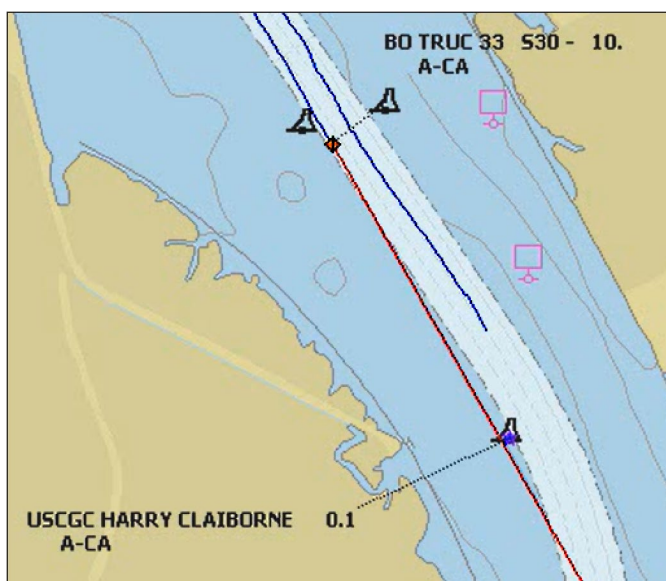 BO TRUC 33 S30 - 10.
A-CA
USCGC HARRY CLAIBORNE 0.1
A-CA